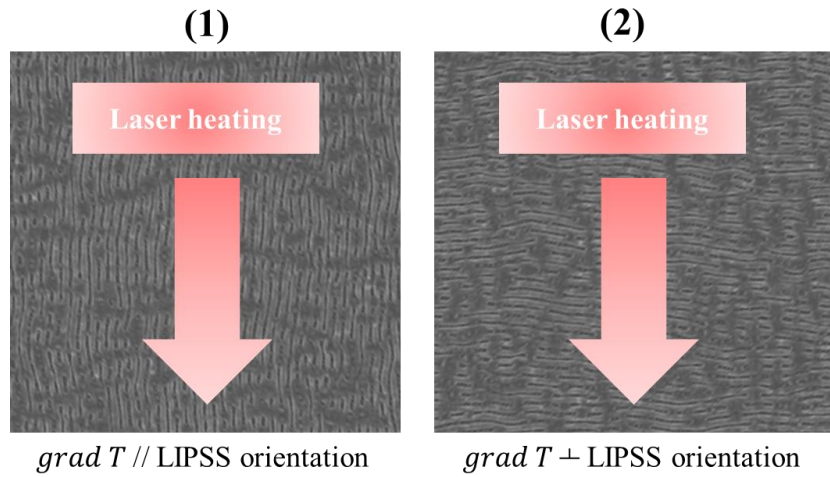 (1)
(2)
Laser heating
Laser heating
grad T // LIPSS orientation
grad T ⊥ LIPSS orientation